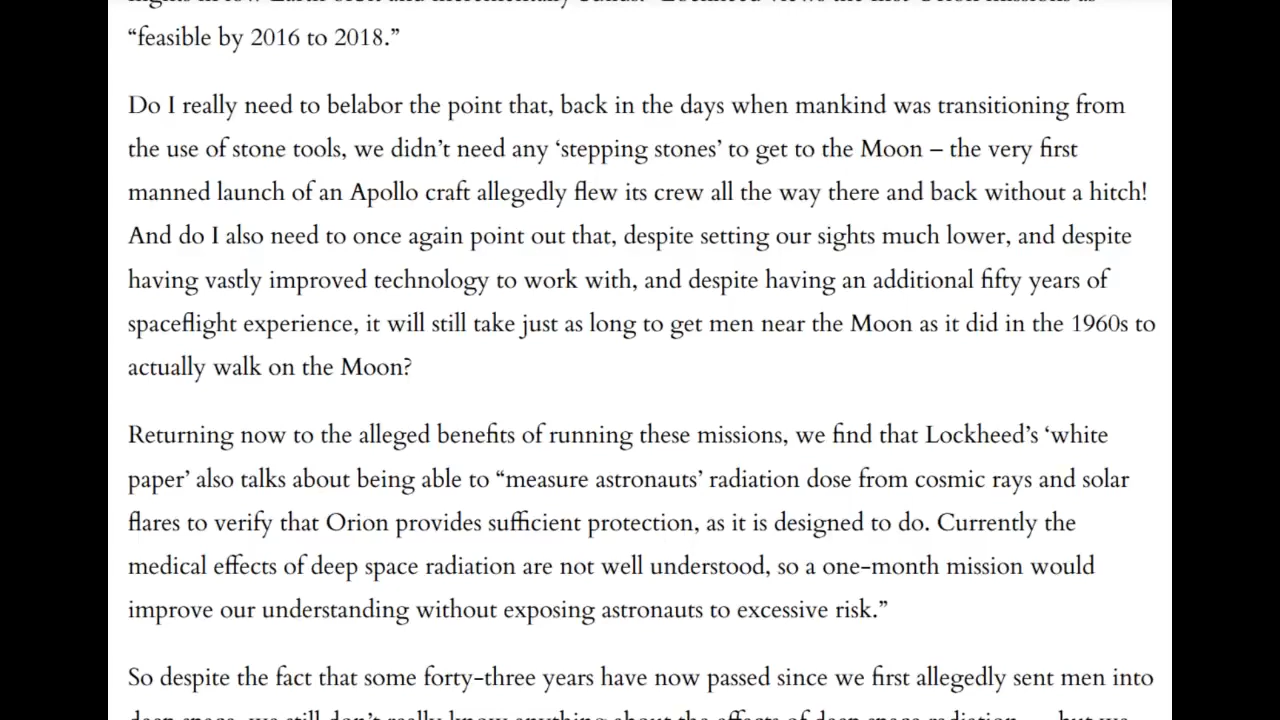 “feasible by 2016 to 2018.”
Do I really need to belabor the point that, back in the days when mankind was transitioning from
the use of stone tools, we didn’t need any ‘stepping stones’ to get to the Moon – the very first
manned launch of an Apollo craft allegedly flew its crew all the way there and back without a hitch!
And do I also need to once again point out that, despite setting our sights much lower, and despite
having vastly improved technology to work with, and despite having an additional fifty years of
spaceflight experience, it will still take just as long to get men near the Moon as it did in the 1960s to
actually walk on the Moon?
Returning now to the alleged benefits of running these missions, we find that Lockheed’s ‘white
paper’ also talks about being able to “measure astronauts’ radiation dose from cosmic rays and solar
flares to verify that Orion provides sufficient protection, as it is designed to do. Currently the
medical effects of deep space radiation are not well understood, so a one-month mission would
improve our understanding without exposing astronauts to excessive risk.”
So despite the fact that some forty-three years have now passed since we first allegedly sent men into